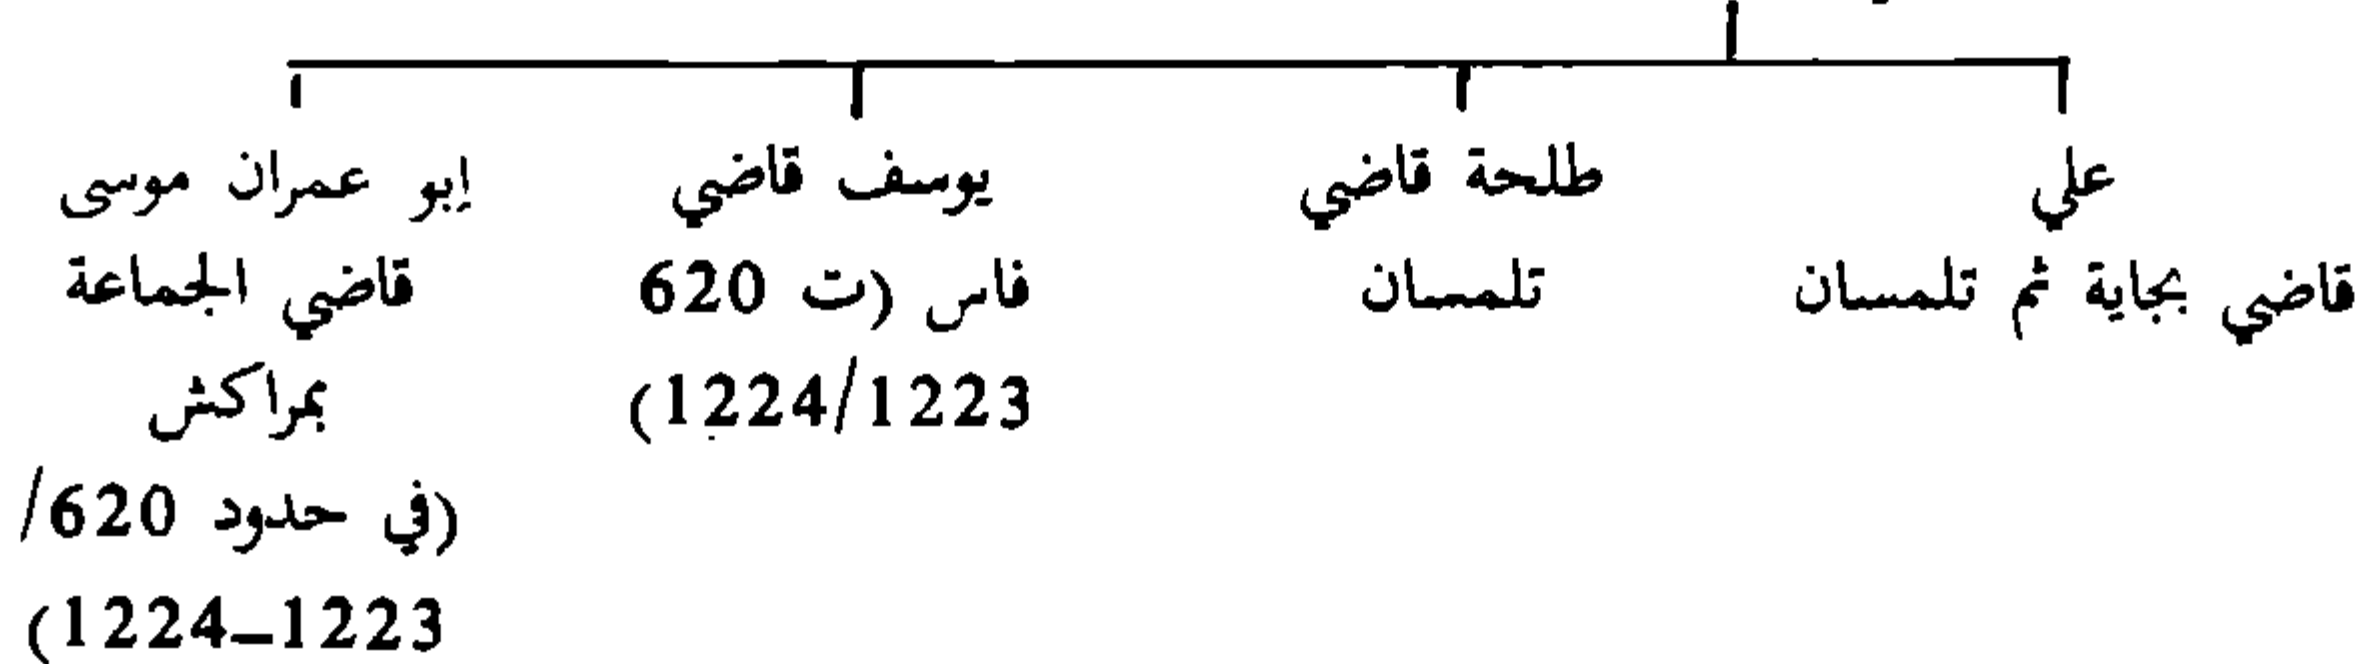 علي
قاضي بجاية ثم تلمسان
طلحة قاضي
تلمسان
يوسف قاضي
فاس (ت 620
1224/1223)
إبو عمران موسى
قاضي الجماعة
بمراكش
(في حدود 620/
1223–1224)